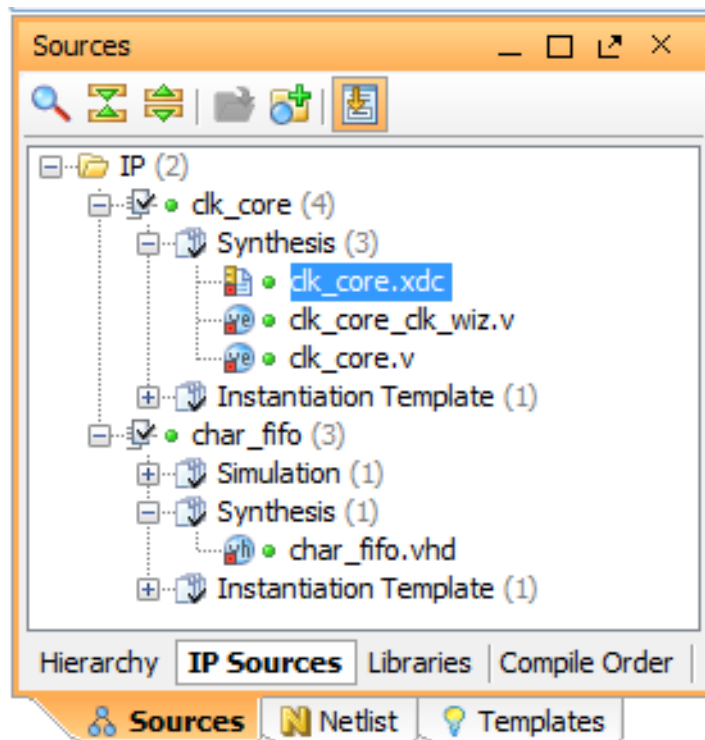 Sources
IP (2)
clk_core (4)
Synthesis (3)
clk_core.xdc
clk_core_clk_wiz.v
clk_core.v
Instantiation Template (1)
char_fifo (3)
Simulation (1)
Synthesis (1)
char_fifo.vhd
Instantiation Template (1)
Hierarchy IP Sources Libraries Compile Order
Sources Netlist Templates